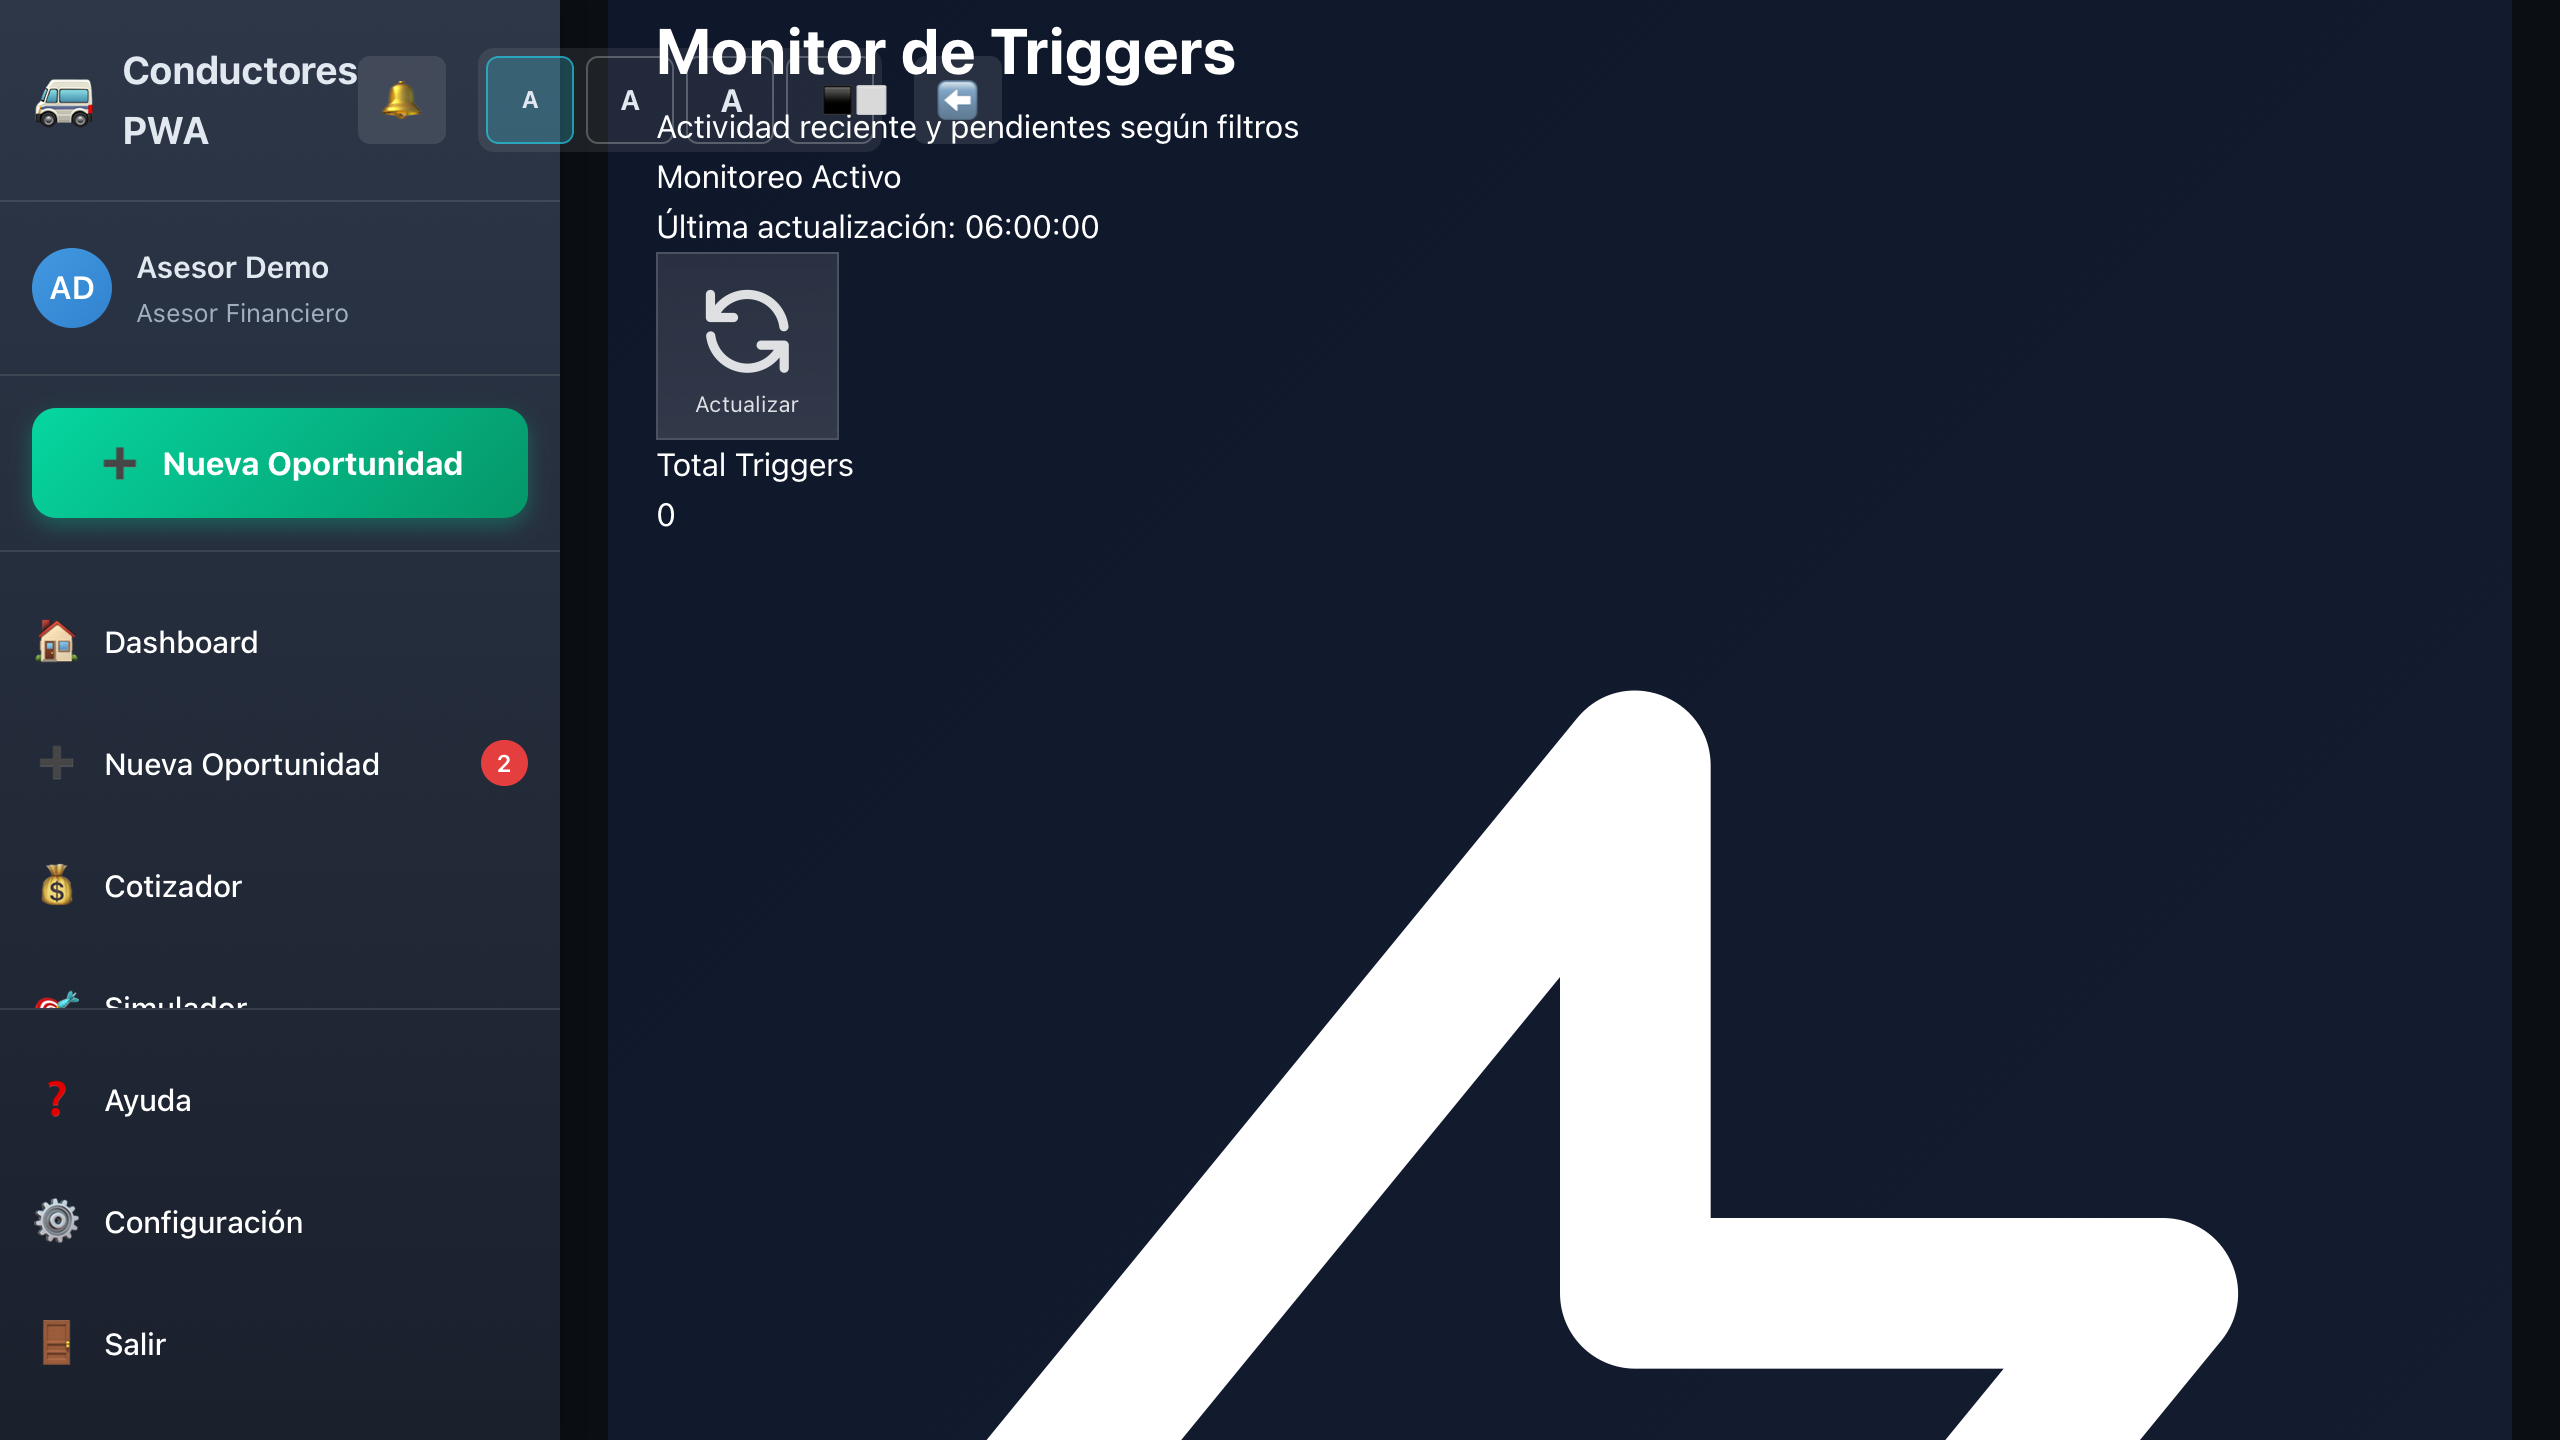 Conductores
PWA
A
A
A
Asesor Demo
Asesor Financiero
AD
Nueva Oportunidad
Dashboard
Nueva Oportunidad
2
Cotizador
Simulador
Ayuda
Configuración
Salir
Monitor de Triggers
Actividad reciente y pendientes según filtros
Monitoreo Activo
Última actualización: 06:00:00
Actualizar
Total Triggers
0